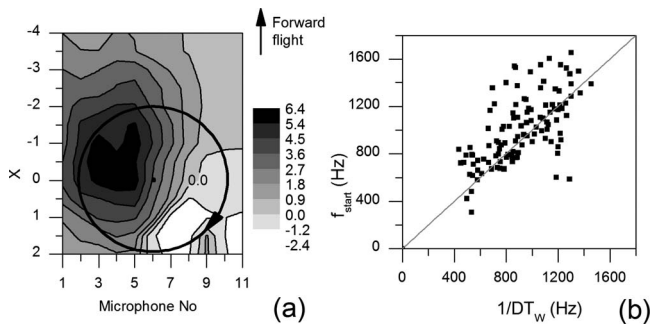 -4
-3
-2
-1
0
1
2
X
1 3 5 7 9 11
Microphone No
0.0
Forward
flight
6.4
5.4
4.5
3.6
2.7
1.8
0.9
0.0
-1.2
-2.4
(a)
1600
1200
800
400
0
f_start (Hz)
0 400 800 1200 1600
1/DT_W (Hz)
(b)